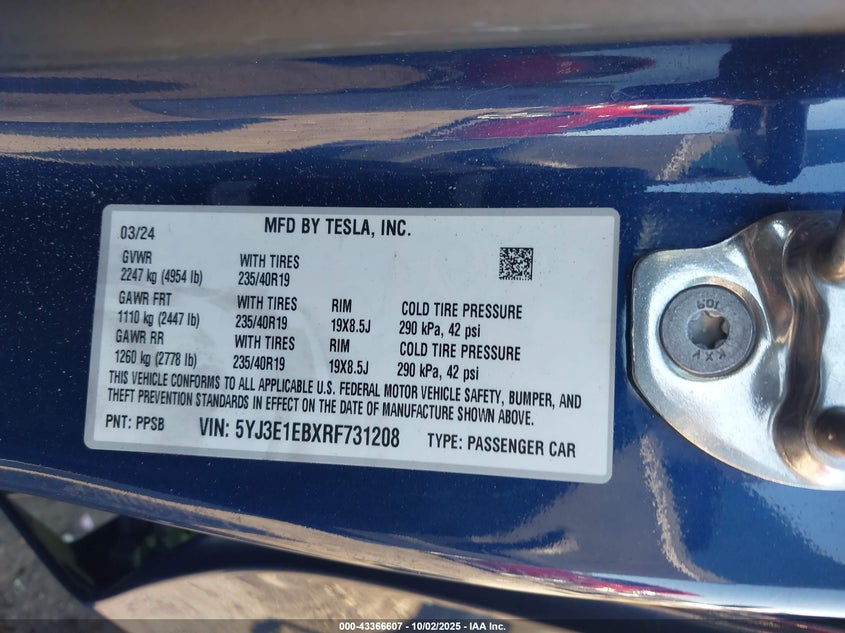 MFD BY TESLA, INC.
03/24
GVWR WITH TIRES
2247 kg (4954 lb) 235/40R19
GAWR FRT WITH TIRES RIM COLD TIRE PRESSURE
1110 kg (2447 lb) 235/40R19 19X8.5J 290 kPa, 42 psi
GAWR RR WITH TIRES RIM COLD TIRE PRESSURE
1260 kg (2778 lb) 235/40R19 19X8.5J 290 kPa, 42 psi
THIS VEHICLE CONFORMS TO ALL APPLICABLE U.S. FEDERAL MOTOR VEHICLE SAFETY, BUMPER, AND
THEFT PREVENTION STANDARDS IN EFFECT ON THE DATE OF MANUFACTURE SHOWN ABOVE.
PNT: PPSB VIN: 5YJ3E1EBXRF731208 TYPE: PASSENGER CAR
KXK
000-43366607 - 10/02/2025 - IAA Inc.